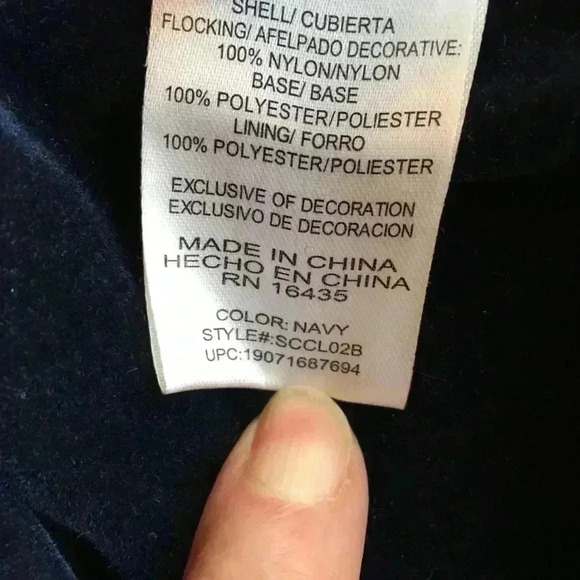 SHELL/ CUBIERTA
FLOCKING/ AFELPADO DECORATIVE:
100% NYLON/NYLON
BASE/ BASE
100% POLYESTER/POLIESTER
LINING/ FORRO
100% POLYESTER/POLIESTER
EXCLUSIVE OF DECORATION
EXCLUSIVO DE DECORACION
MADE IN CHINA
HECHO EN CHINA
RN 16435
COLOR: NAVY
STYLE#:SCCL02B
UPC:19071687694